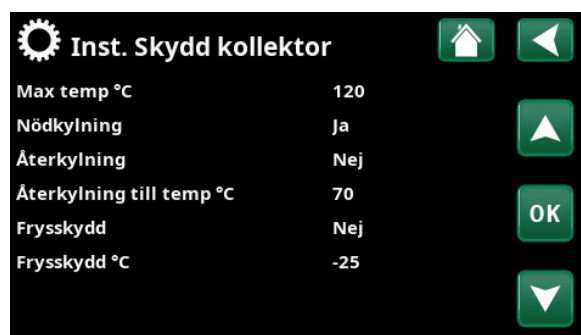 Inst. Skydd kollektor
Max temp °C 120
Nödkylning Ja
Återkylning Nej
Återkylning till temp °C 70
Frysskydd Nej
Frysskydd °C -25
OK